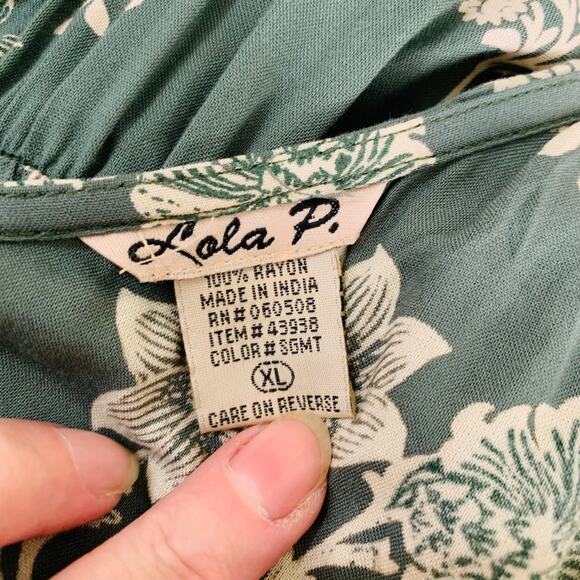 Lola P.
100% RAYON
MADE IN INDIA
RN# 060508
ITEM# 43938
COLOR# SGMT
XL
CARE ON REVERSE